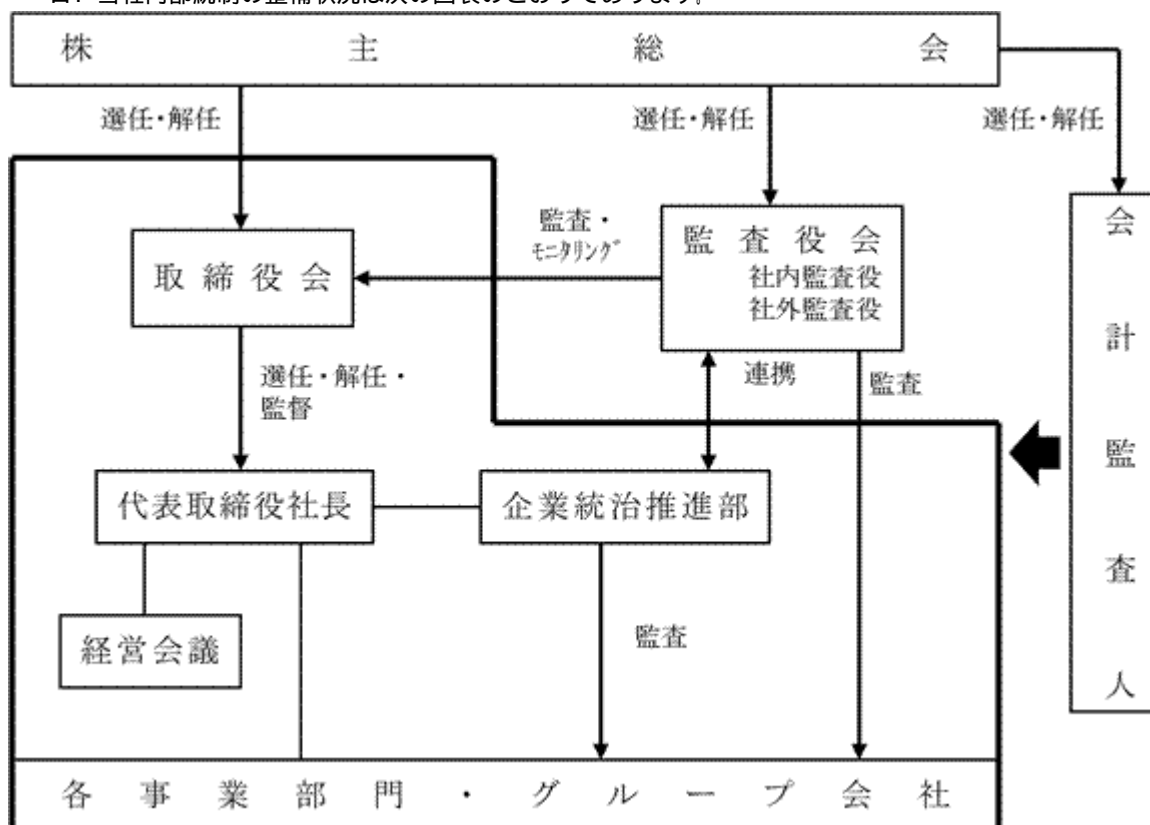 株主総会
選任・解任
選任・解任
選任・解任
監査・
モニタリング
監査役会
社内監査役
社外監査役
取締役会
会計監査人
選任・解任・
監督
連携
監査
代表取締役社長
企業統治推進部
経営会議
監査
各事業部門・グループ会社